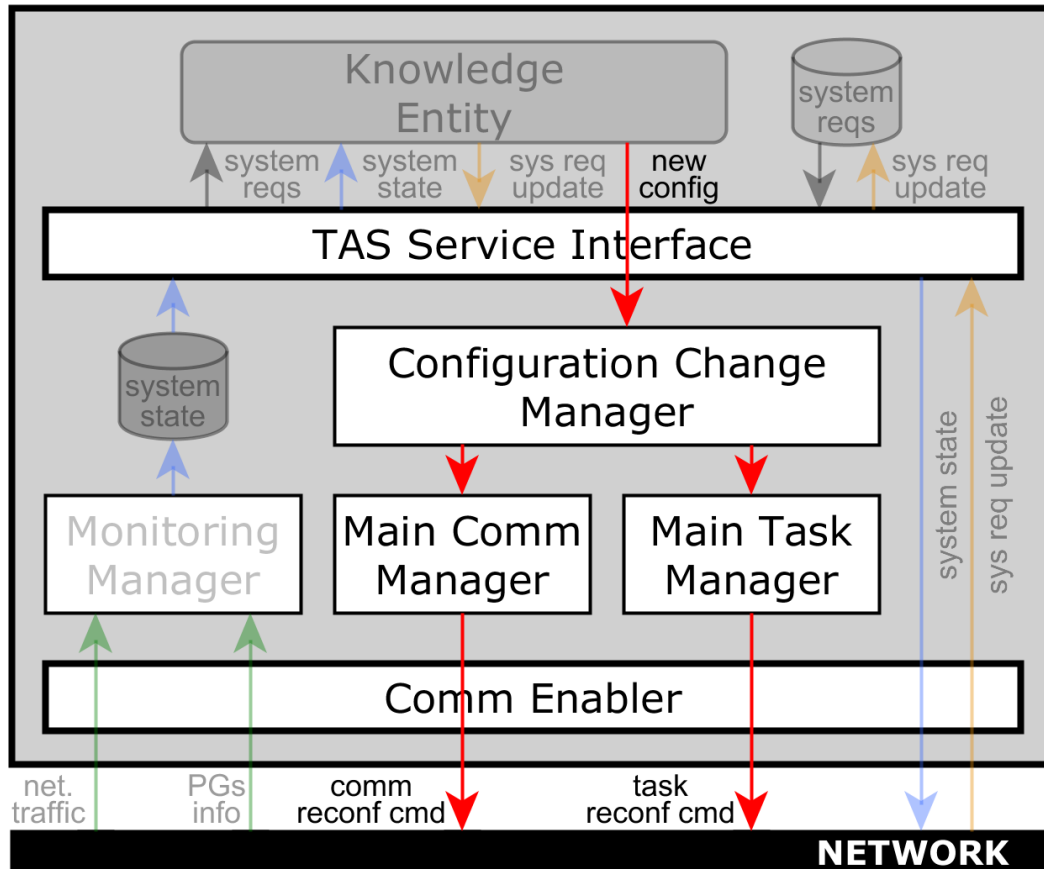 Knowledge
Entity
system
reqs
system
reqs
system
state
sys req
update
new
config
sys req
update
TAS Service Interface
system
state
Configuration Change
Manager
system state
sys req update
Monitoring
Manager
Main Comm
Manager
Main Task
Manager
Comm Enabler
net.
traffic
PGs
info
comm
reconf cmd
task
reconf cmd
NETWORK